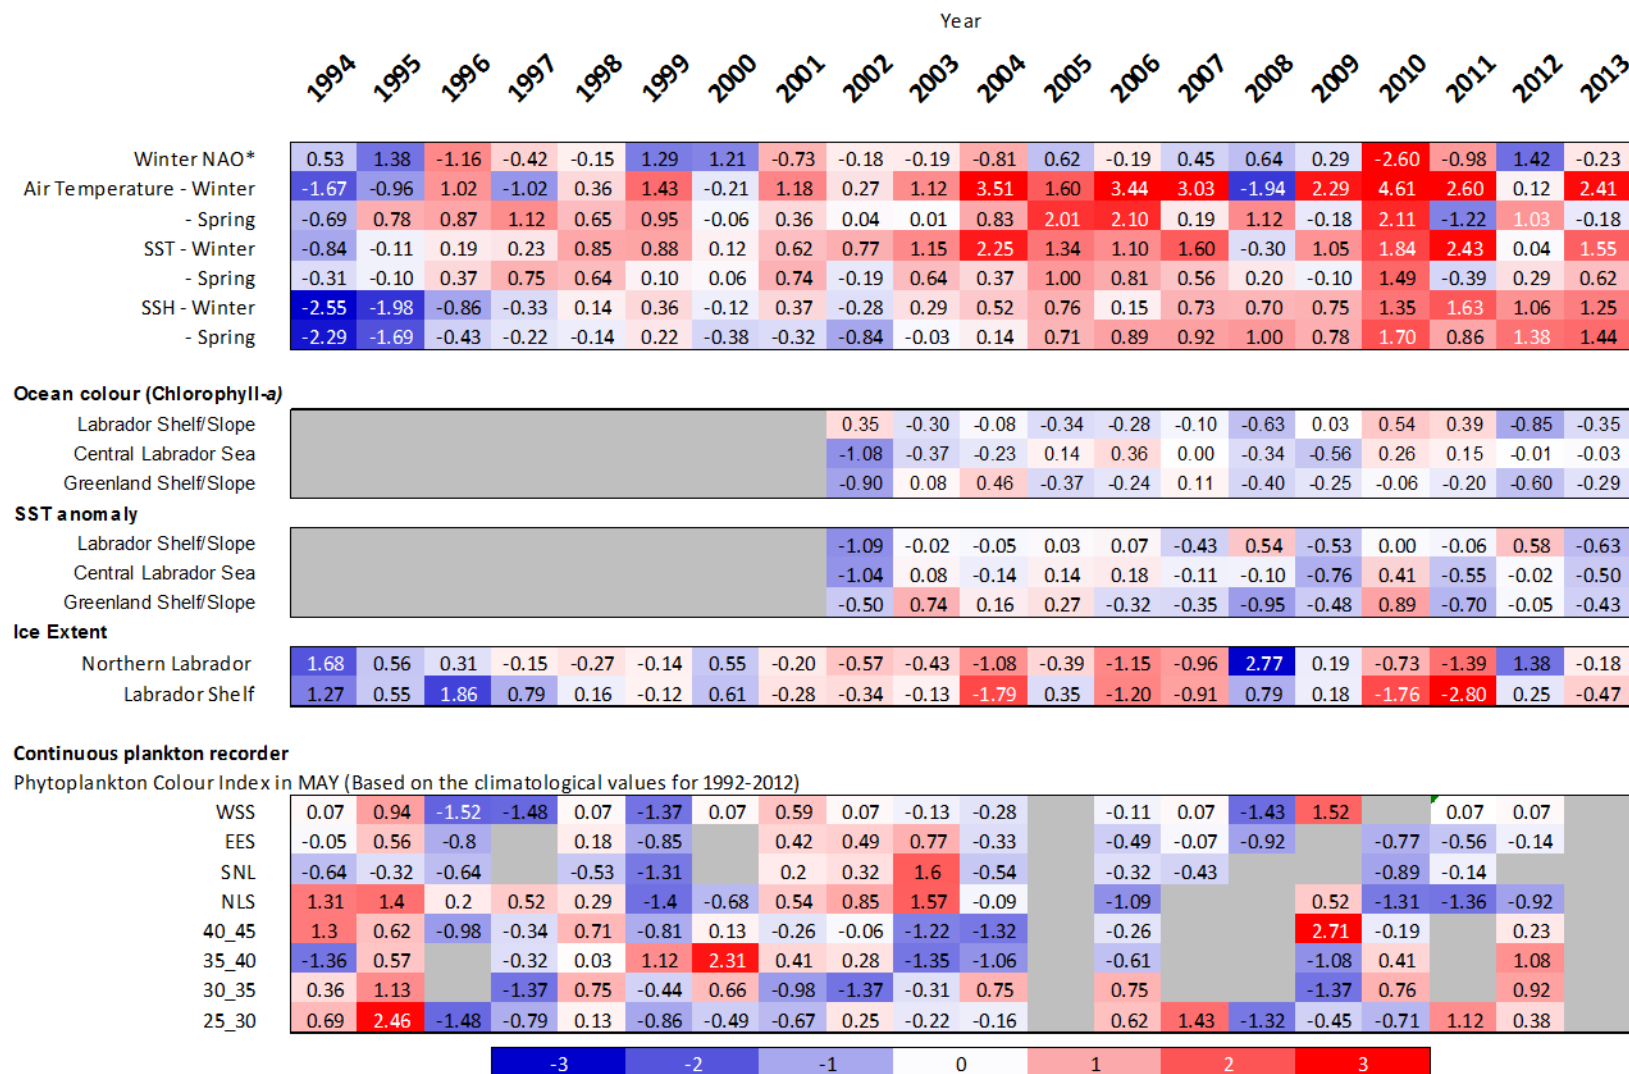 Year
1994 1995 1996 1997 1998 1999 2000 2001 2002 2003 2004 2005 2006 2007 2008 2009 2010 2011 2012 2013
Winter NAO* 0.53 1.38 -1.16 -0.42 -0.15 1.29 1.21 -0.73 -0.18 -0.19 -0.81 0.62 -0.19 0.45 0.64 0.29 -2.60 -0.98 1.42 -0.23
Air Temperature - Winter -1.67 -0.96 1.02 -1.02 0.36 1.43 -0.21 1.18 0.27 1.12 3.51 1.60 3.44 3.03 -1.94 2.29 4.61 2.60 0.12 2.41
- Spring -0.69 0.78 0.87 1.12 0.65 0.95 -0.06 0.36 0.04 0.01 0.83 2.01 2.10 0.19 1.12 -0.18 2.11 -1.22 1.03 -0.18
SST - Winter -0.84 -0.11 0.19 0.23 0.85 0.88 0.12 0.62 0.77 1.15 2.25 1.34 1.10 1.60 -0.30 1.05 1.84 2.43 0.04 1.55
- Spring -0.31 -0.10 0.37 0.75 0.64 0.10 0.06 0.74 -0.19 0.64 0.37 1.00 0.81 0.56 0.20 -0.10 1.49 -0.39 0.29 0.62
SSH - Winter -2.55 -1.98 -0.86 -0.33 0.14 0.36 -0.12 0.37 -0.28 0.29 0.52 0.76 0.15 0.73 0.70 0.75 1.35 1.63 1.06 1.25
- Spring -2.29 -1.69 -0.43 -0.22 -0.14 0.22 -0.38 -0.32 -0.84 -0.03 0.14 0.71 0.89 0.92 1.00 0.78 1.70 0.86 1.38 1.44
Ocean colour (Chlorophyll-a)
Labrador Shelf/Slope 0.35 -0.30 -0.08 -0.34 -0.28 -0.10 -0.63 0.03 0.54 0.39 -0.85 -0.35
Central Labrador Sea -1.08 -0.37 -0.23 0.14 0.36 0.00 -0.34 -0.56 0.26 0.15 -0.01 -0.03
Greenland Shelf/Slope -0.90 0.08 0.46 -0.37 -0.24 0.11 -0.40 -0.25 -0.06 -0.20 -0.60 -0.29
SST anomaly
Labrador Shelf/Slope -1.09 -0.02 -0.05 0.03 0.07 -0.43 0.54 -0.53 0.00 -0.06 0.58 -0.63
Central Labrador Sea -1.04 0.08 -0.14 0.14 0.18 -0.11 -0.10 -0.76 0.41 -0.55 -0.02 -0.50
Greenland Shelf/Slope -0.50 0.74 0.16 0.27 -0.32 -0.35 -0.95 -0.48 0.89 -0.70 -0.05 -0.43
Ice Extent
Northern Labrador 1.68 0.56 0.31 -0.15 -0.27 -0.14 0.55 -0.20 -0.57 -0.43 -1.08 -0.39 -1.15 -0.96 2.77 0.19 -0.73 -1.39 1.38 -0.18
Labrador Shelf 1.27 0.55 1.86 0.79 0.16 -0.12 0.61 -0.28 -0.34 -0.13 -1.79 0.35 -1.20 -0.91 0.79 0.18 -1.76 -2.80 0.25 -0.47
Continuous plankton recorder
Phytoplankton Colour Index in MAY (Based on the climatological values for 1992-2012)
WSS 0.07 0.94 -1.52 -1.48 0.07 -1.37 0.07 0.59 0.07 -0.13 -0.28 -0.11 0.07 -1.43 1.52 0.07 0.07
EES -0.05 0.56 -0.8 0.18 -0.85 0.42 0.49 0.77 -0.33 -0.49 -0.07 -0.92 -0.77 -0.56 -0.14
SNL -0.64 -0.32 -0.64 -0.53 -1.31 0.2 0.32 1.6 -0.54 -0.32 -0.43 -0.89 -0.14
NLS 1.31 1.4 0.2 0.52 0.29 -1.4 -0.68 0.54 0.85 1.57 -0.09 -1.09 0.52 -1.31 -1.36 -0.92
40_45 1.3 0.62 -0.98 -0.34 0.71 -0.81 0.13 -0.26 -0.06 -1.22 -1.32 -0.26 2.71 -0.19 0.23
35_40 -1.36 0.57 -0.32 0.03 1.12 2.31 0.41 0.28 -1.35 -1.06 -0.61 -1.08 0.41 1.08
30_35 0.36 1.13 -1.37 0.75 -0.44 0.66 -0.98 -1.37 -0.31 0.75 0.75 -1.37 0.76 0.92
25_30 0.69 2.46 -1.48 -0.79 0.13 -0.86 -0.49 -0.67 0.25 -0.22 -0.16 0.62 1.43 -1.32 -0.45 -0.71 1.12 0.38
-3 -2 -1 0 1 2 3